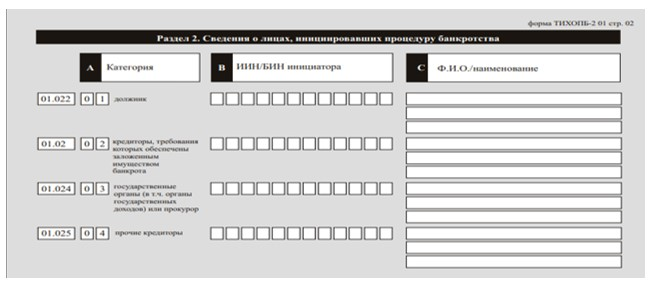 форма ТИХОПБ-2 01 стр. 02
Раздел 2. Сведения о лицах, инициировавших процедуру банкротства
A Категория B ИИН/БИН инициатора C Ф.И.О./наименование
01.022 0 1 должник
01.02 0 2 кредиторы, требования
которых обеспечены
заложенным
имуществом
банкрота
01.024 0 3 государственные
органы (в т.ч. органы
государственных
доходов) или прокурор
01.025 0 4 прочие кредиторы